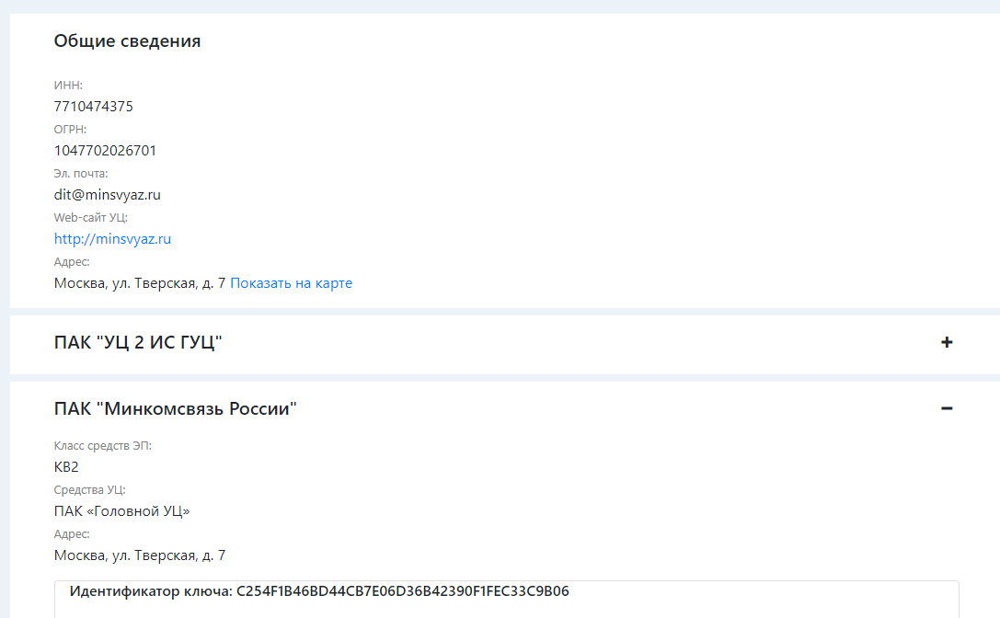 Общие сведения
ИНН:
7710474375
ОГРН:
1047702026701
Эл. почта:
dit@minsvyaz.ru
Web-сайт УЦ:
http://minsvyaz.ru
Адрес:
Москва, ул. Тверская, д. 7 Показать на карте
ПАК "УЦ 2 ИС ГУЦ" +
ПАК "Минкомсвязь России" −
Класс средств ЭП:
КВ2
Средства УЦ:
ПАК «Головной УЦ»
Адрес:
Москва, ул. Тверская, д. 7
Идентификатор ключа: C254F1B46BD44CB7E06D36B42390F1FEC33C9B06